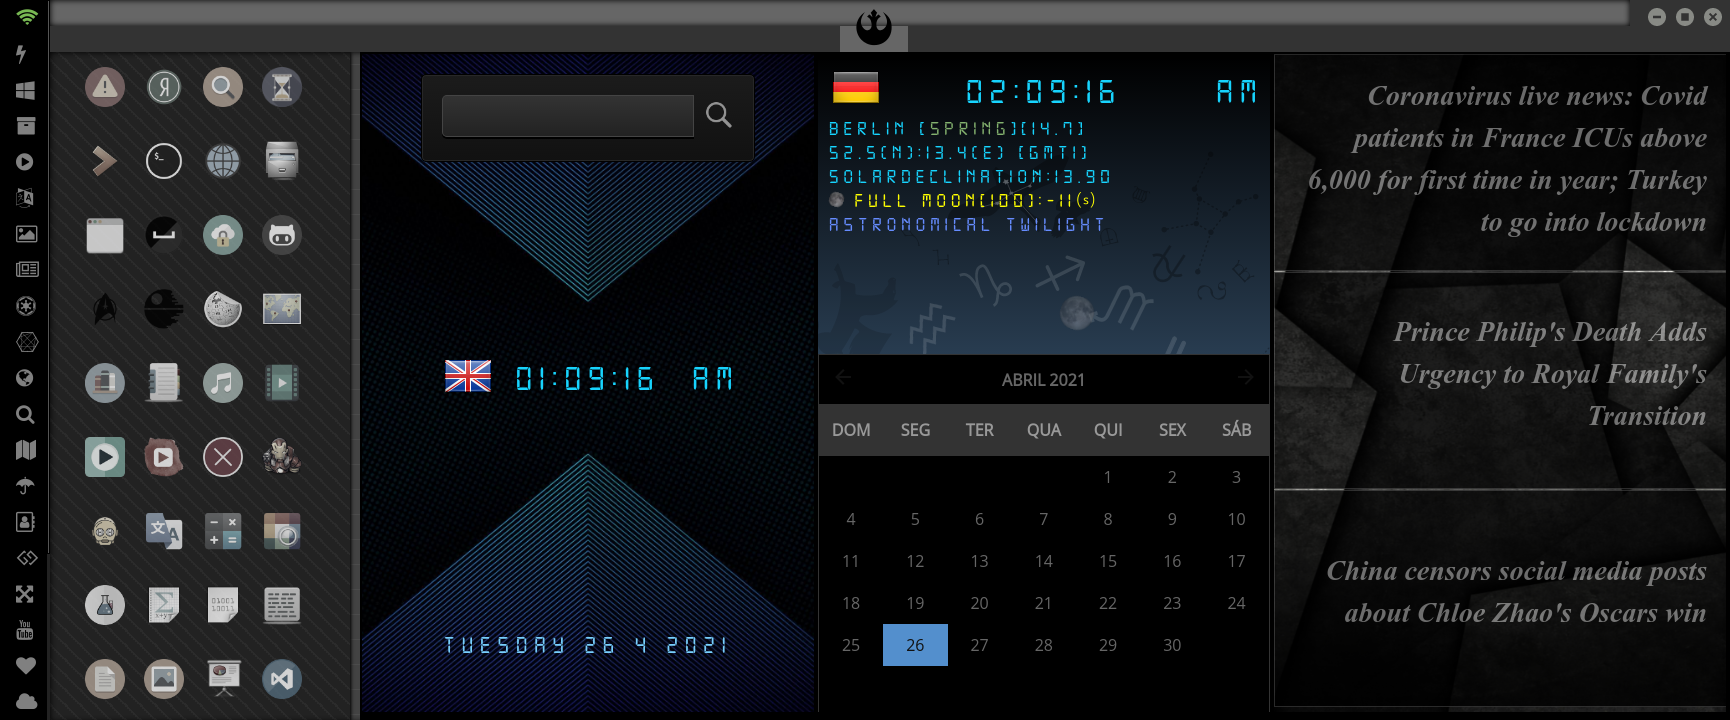 02:09:16 AM
BERLIN [SPRING][14.7]
52.5(N):13.4(E) [GMT1]
SOLARDECLINATION:13.90
FULL MOON[100]:-11(s)
ASTRONOMICAL TWILIGHT
01:09:16 AM
TUESDAY 26 4 2021
ABRIL 2021
DOM SEG TER QUA QUI SEX SÁB
1 2 3
4 5 6 7 8 9 10
11 12 13 14 15 16 17
18 19 20 21 22 23 24
25 26 27 28 29 30
Coronavirus live news: Covid
patients in France ICUs above
6,000 for first time in year; Turkey
to go into lockdown
Prince Philip's Death Adds
Urgency to Royal Family's
Transition
China censors social media posts
about Chloe Zhao's Oscars win
You
Tube
Я
$_
文
A
01001
10011